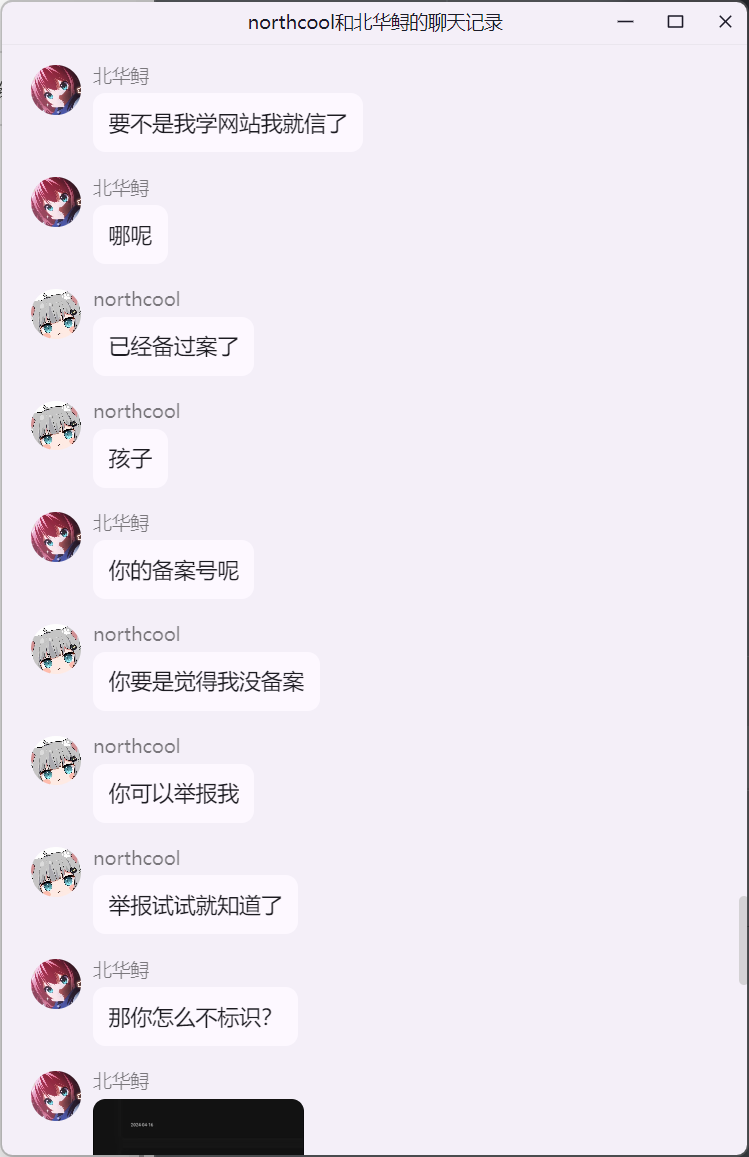 northcool和北华鲟的聊天记录
北华鲟
要不是我学网站我就信了
北华鲟
哪呢
northcool
已经备过案了
northcool
孩子
北华鲟
你的备案号呢
northcool
你要是觉得我没备案
northcool
你可以举报我
northcool
举报试试就知道了
北华鲟
那你怎么不标识？
北华鲟
2024-04-16